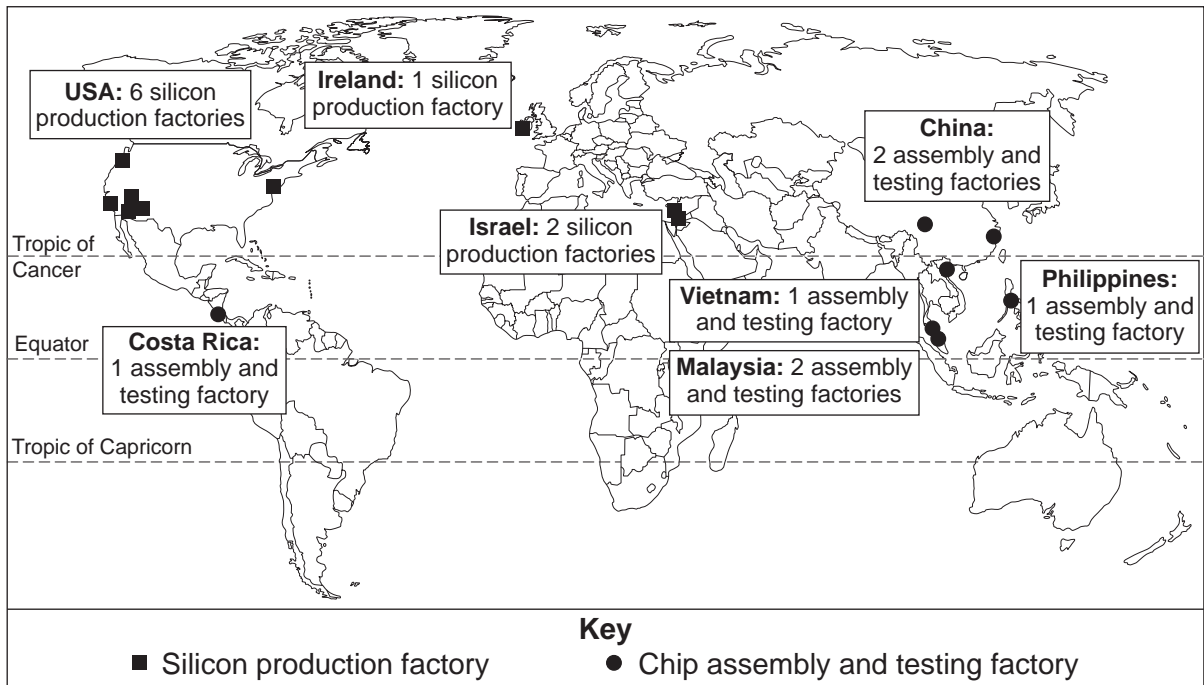 USA: 6 silicon
production factories
Ireland: 1 silicon
production factory
China:
2 assembly and
testing factories
Israel: 2 silicon
production factories
Tropic of
Cancer
Vietnam: 1 assembly
and testing factory
Philippines:
1 assembly and
testing factory
Equator
Costa Rica:
1 assembly and
testing factory
Malaysia: 2 assembly
and testing factories
Tropic of Capricorn
Key
Silicon production factory
Chip assembly and testing factory